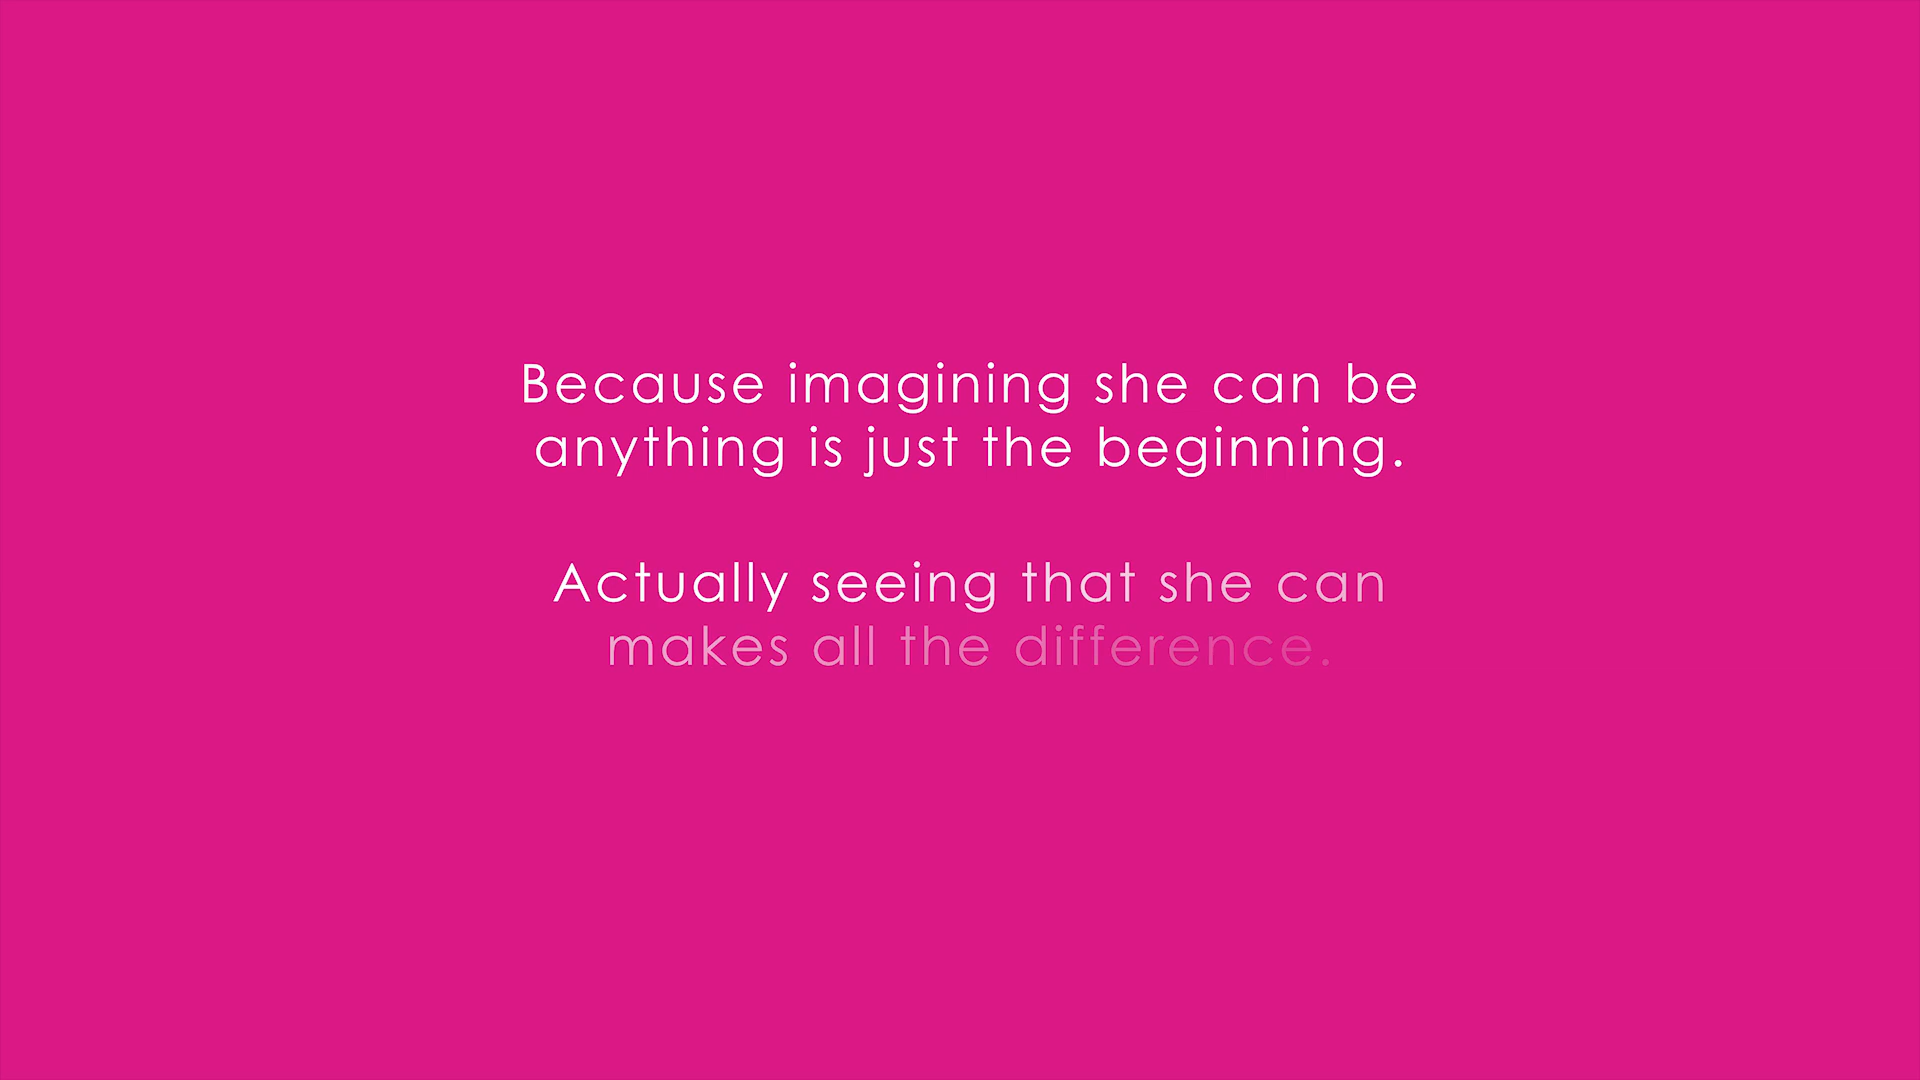 Because imagining she can be
anything is just the beginning.
Actually seeing that she can
makes all the difference.